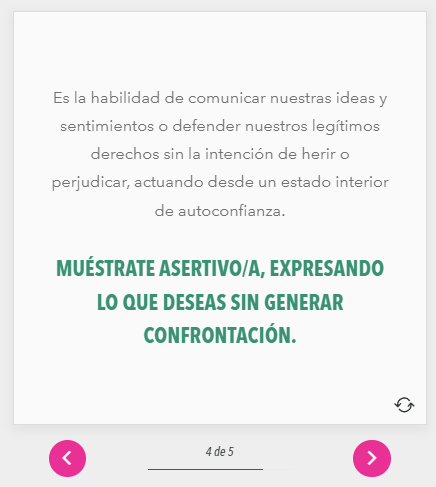 Es la habilidad de comunicar nuestras ideas y
sentimientos o defender nuestros legítimos
derechos sin la intención de herir o
perjudicar, actuando desde un estado interior
de autoconfianza.
MUÉSTRATE ASERTIVO/A, EXPRESANDO
LO QUE DESEAS SIN GENERAR
CONFRONTACIÓN.
4 de 5